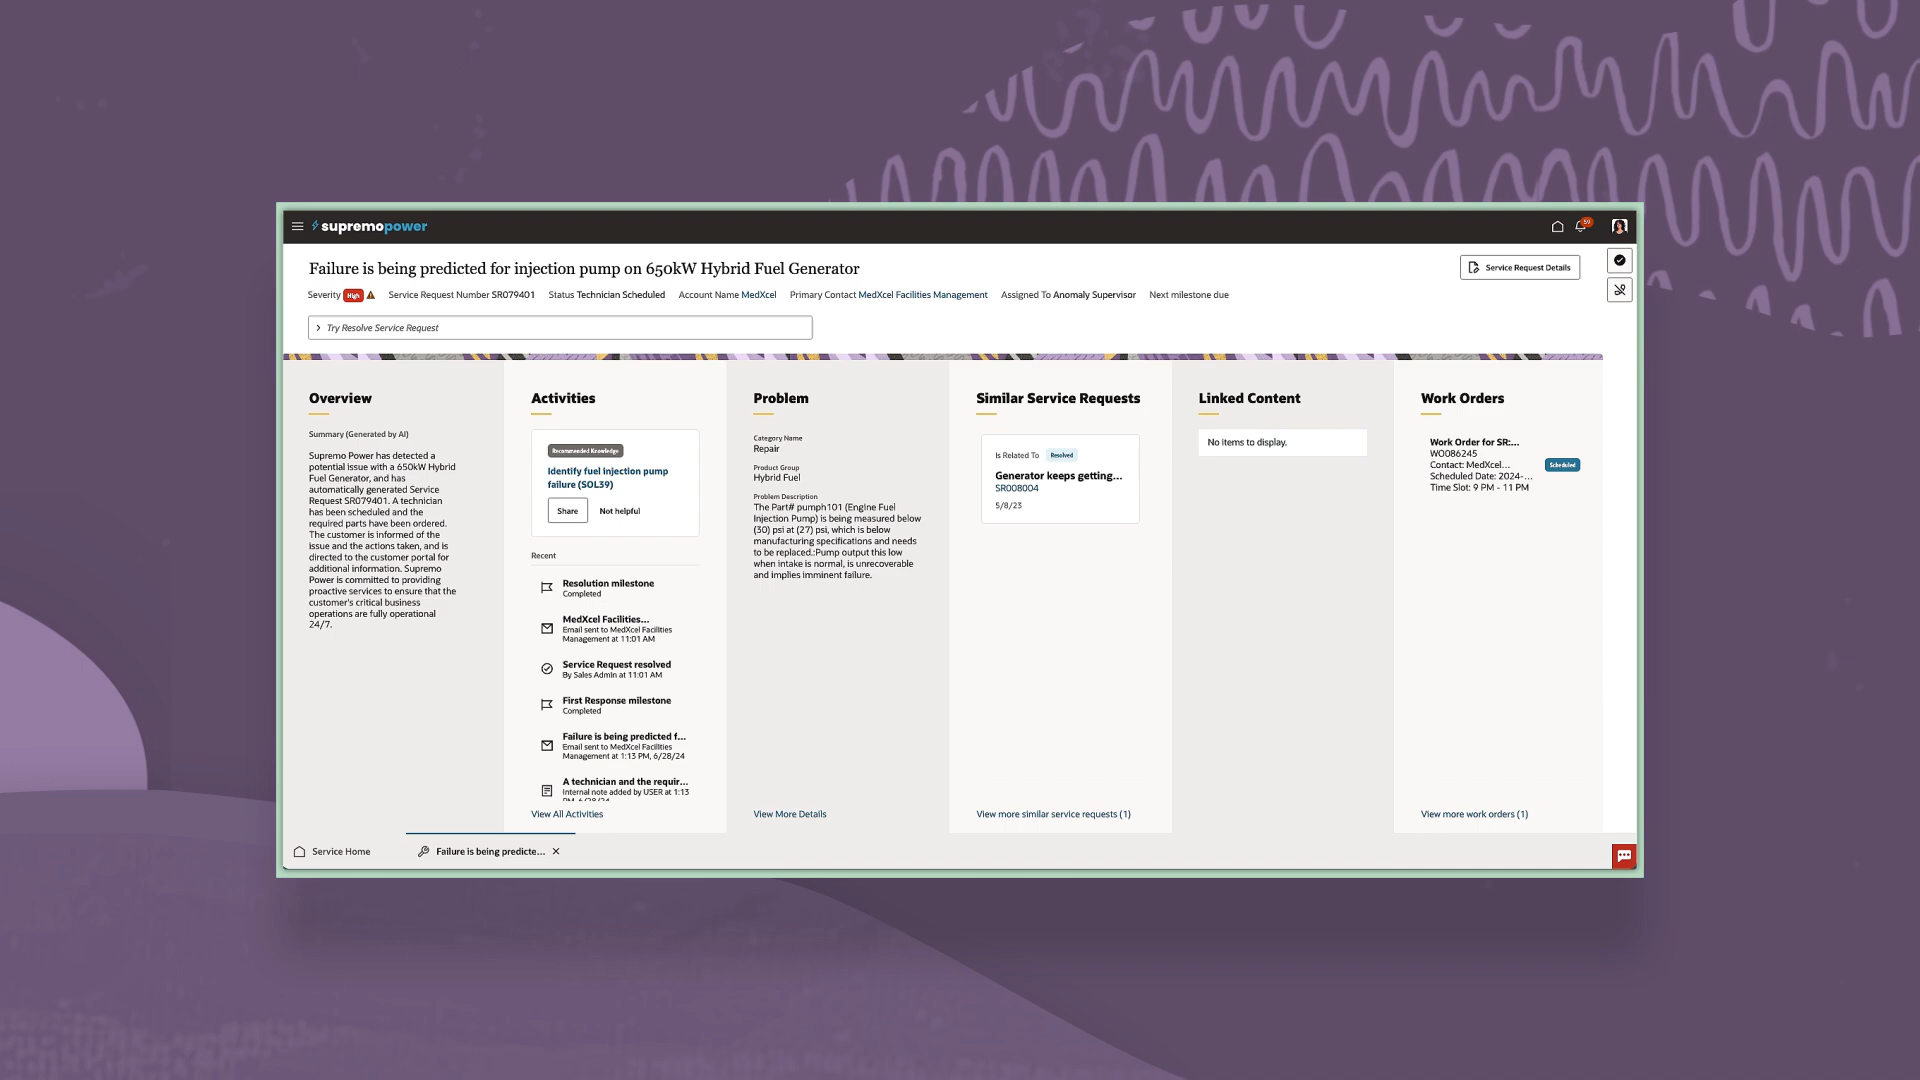 supremopower
59
Failure is being predicted for injection pump on 650kW Hybrid Fuel Generator
Service Request Details
Severity High Service Request Number SR079401 Status Technician Scheduled Account Name MedXcel Primary Contact MedXcel Facilities Management Assigned To Anomaly Supervisor Next milestone due
Try Resolve Service Request
Overview
Summary (Generated by AI)
Supremo Power has detected a
potential issue with a 650kW Hybrid
Fuel Generator, and has
automatically generated Service
Request SR079401. A technician
has been scheduled and the
required parts have been ordered.
The customer is informed of the
issue and the actions taken, and is
directed to the customer portal for
additional information. Supremo
Power is committed to providing
proactive services to ensure that the
customer's critical business
operations are fully operational
24/7.
Activities
Recommended Knowledge
Identify fuel injection pump
failure (SOL39)
Share Not helpful
Recent
Resolution milestone
Completed
MedXcel Facilities...
Email sent to MedXcel Facilities
Management at 11:01 AM
Service Request resolved
By Sales Admin at 11:01 AM
First Response milestone
Completed
Failure is being predicted f...
Email sent to MedXcel Facilities
Management at 1:13 PM, 6/28/24
A technician and the requir...
Internal note added by USER at 1:13
PM, 6/28/24
View All Activities
Problem
Category Name
Repair
Product Group
Hybrid Fuel
Problem Description
The Part# pumph101 (Engine Fuel
Injection Pump) is being measured below
(30) psi at (27) psi, which is below
manufacturing specifications and needs
to be replaced.:Pump output this low
when intake is normal, is unrecoverable
and implies imminent failure.
View More Details
Similar Service Requests
Is Related To Resolved
Generator keeps getting...
SR008004
5/8/23
View more similar service requests (1)
Linked Content
No items to display.
Work Orders
Work Order for SR:...
WO086245
Contact: MedXcel...
Scheduled Date: 2024-...
Time Slot: 9 PM - 11 PM
Scheduled
View more work orders (1)
Service Home
Failure is being predicte...